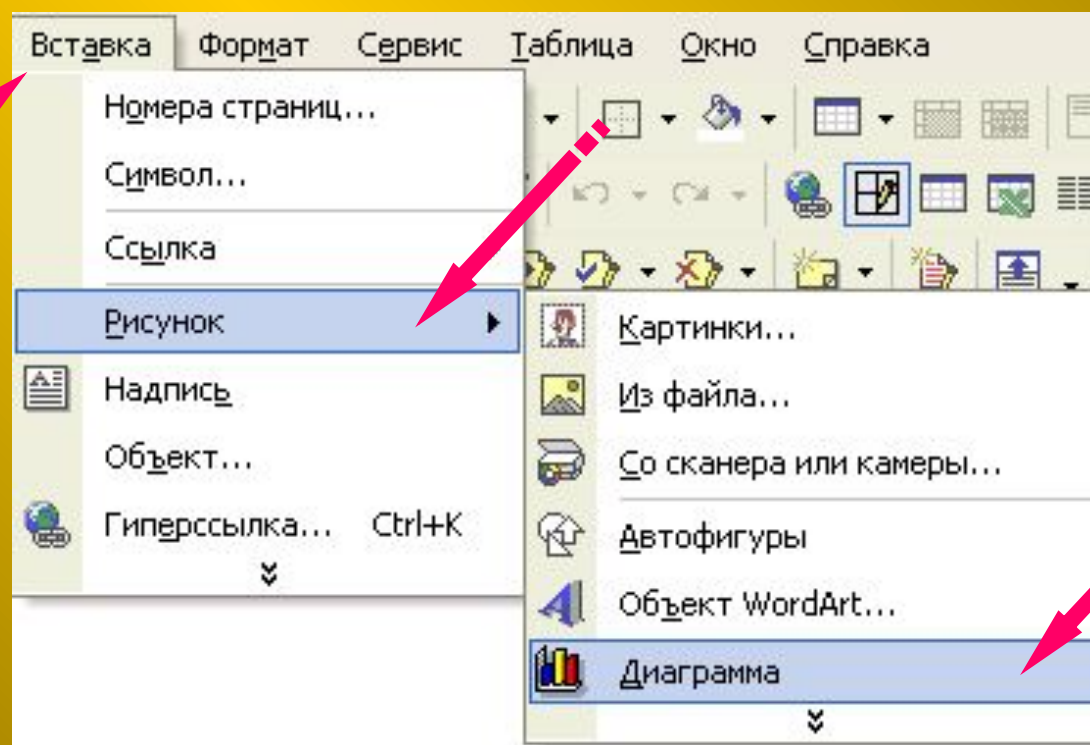 Вставка Формат Сервис Таблица Окно Справка
Номера страниц...
Символ...
Ссылка
Рисунок
Надпись
Объект...
Гиперссылка... Ctrl+K
Картинки...
Из файла...
Со сканера или камеры...
Автофигуры
Объект WordArt...
Диаграмма